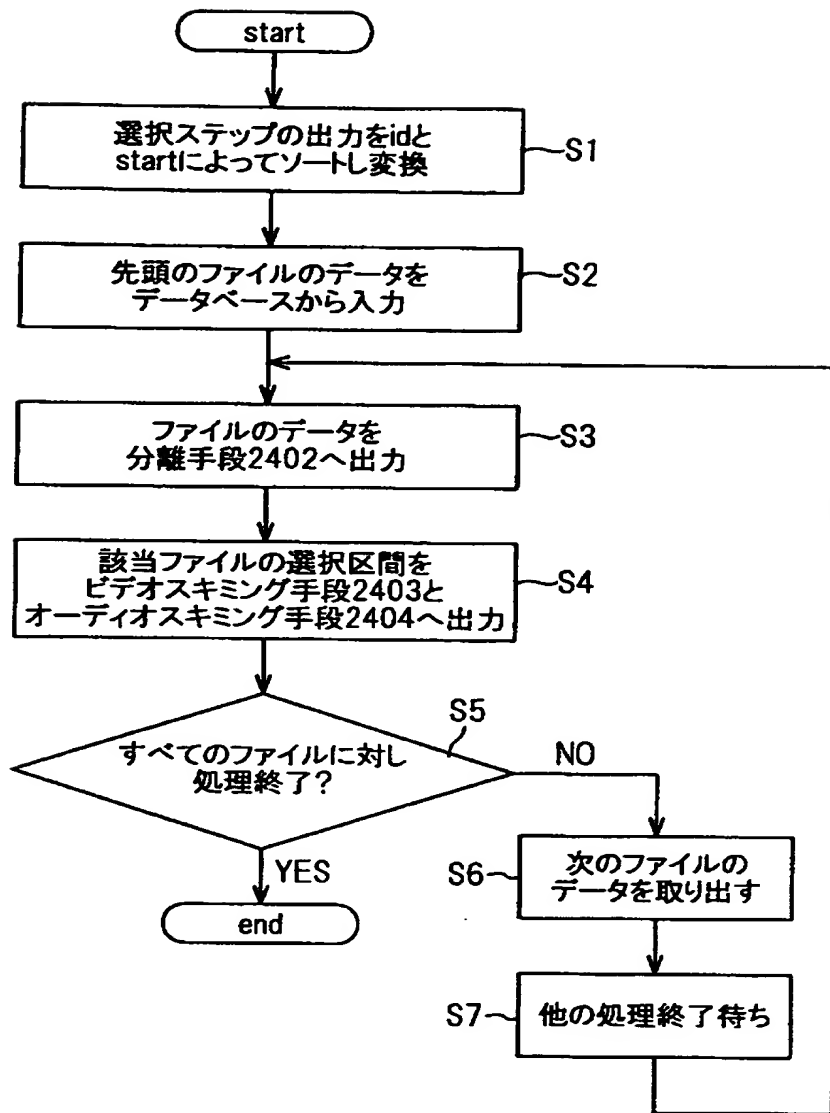 start
選択ステップの出力をidと
startによってソートし変換
S1
先頭のファイルのデータを
データベースから入力
S2
ファイルのデータを
分離手段2402へ出力
S3
該当ファイルの選択区間を
ビデオスキミング手段2403と
オーディオスキミング手段2404へ出力
S4
すべてのファイルに対し
処理終了?
S5
NO
YES
end
S6
次のファイルの
データを取り出す
S7
他の処理終了待ち